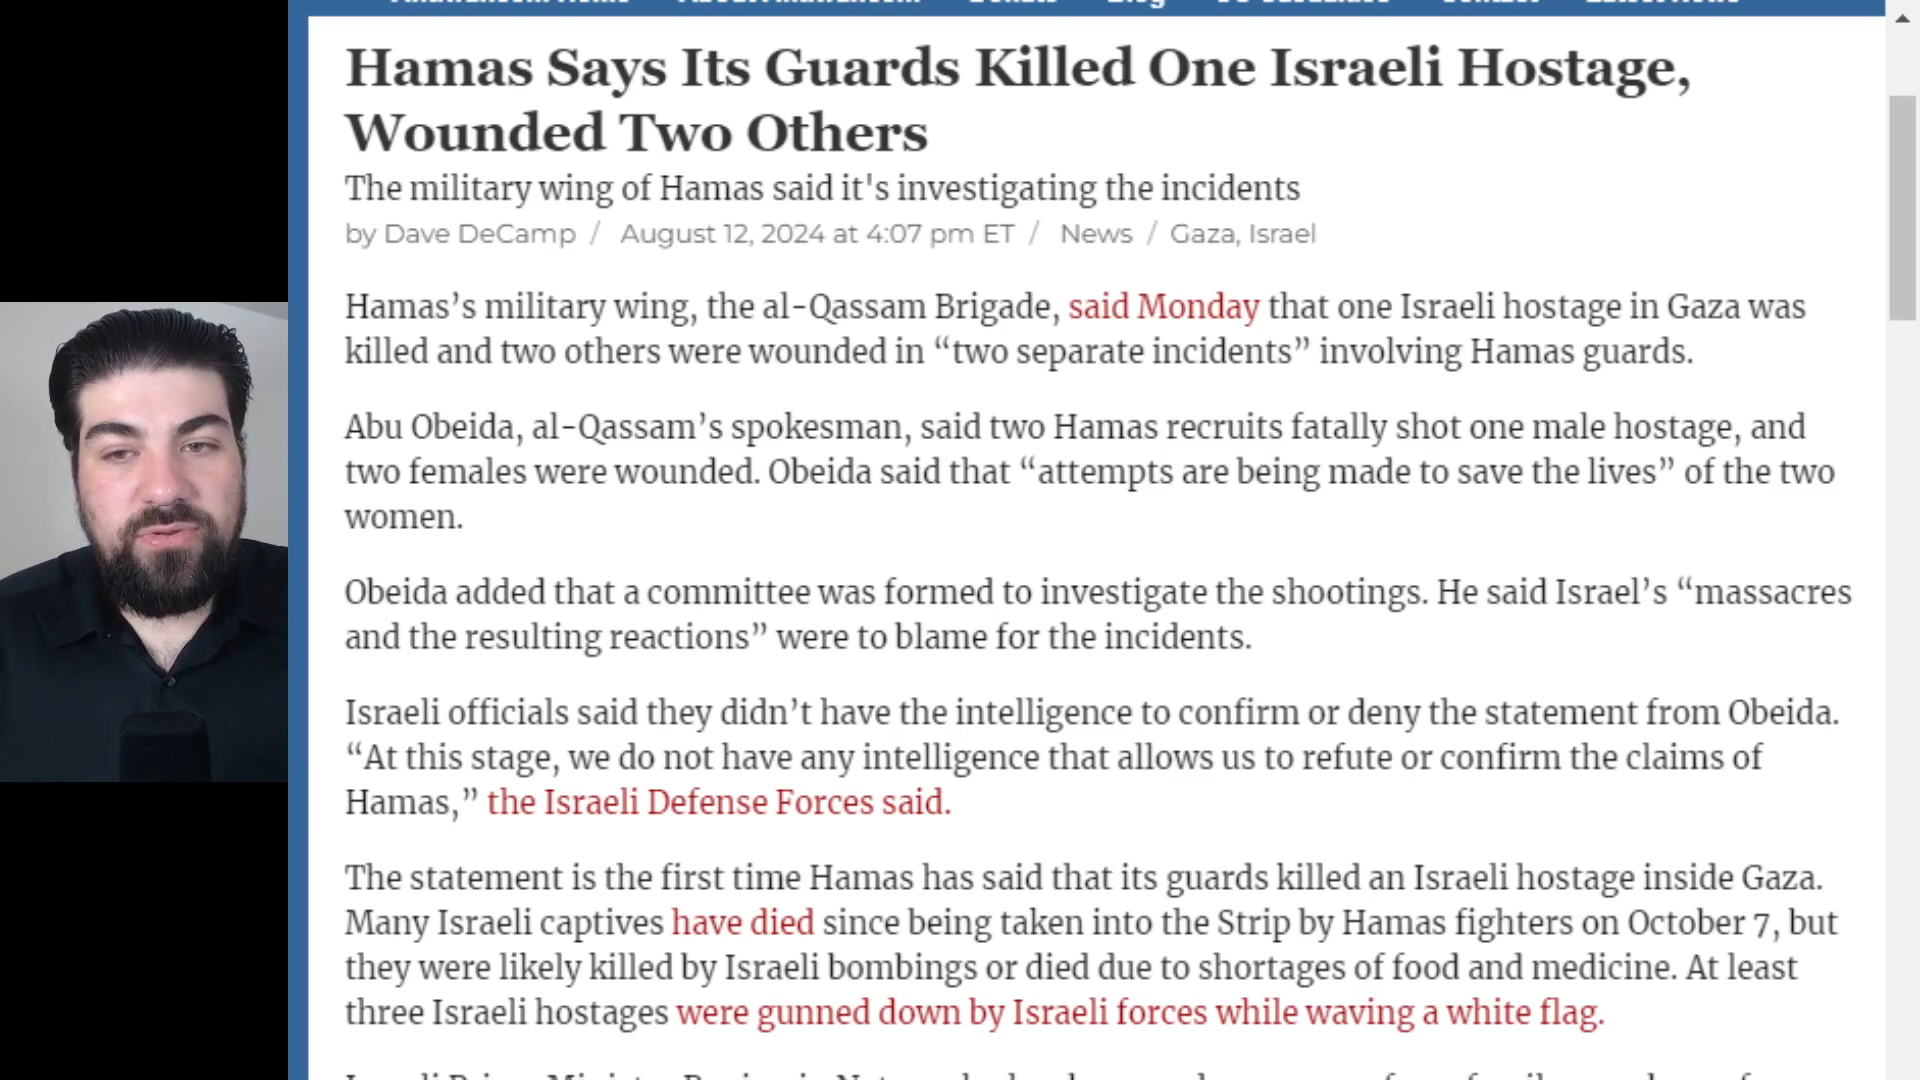 Hamas Says Its Guards Killed One Israeli Hostage,
Wounded Two Others
The military wing of Hamas said it's investigating the incidents
by Dave DeCamp / August 12, 2024 at 4:07 pm ET / News / Gaza, Israel
Hamas’s military wing, the al-Qassam Brigade, said Monday that one Israeli hostage in Gaza was
killed and two others were wounded in “two separate incidents” involving Hamas guards.
Abu Obeida, al-Qassam’s spokesman, said two Hamas recruits fatally shot one male hostage, and
two females were wounded. Obeida said that “attempts are being made to save the lives” of the two
women.
Obeida added that a committee was formed to investigate the shootings. He said Israel’s “massacres
and the resulting reactions” were to blame for the incidents.
Israeli officials said they didn’t have the intelligence to confirm or deny the statement from Obeida.
“At this stage, we do not have any intelligence that allows us to refute or confirm the claims of
Hamas,” the Israeli Defense Forces said.
The statement is the first time Hamas has said that its guards killed an Israeli hostage inside Gaza.
Many Israeli captives have died since being taken into the Strip by Hamas fighters on October 7, but
they were likely killed by Israeli bombings or died due to shortages of food and medicine. At least
three Israeli hostages were gunned down by Israeli forces while waving a white flag.